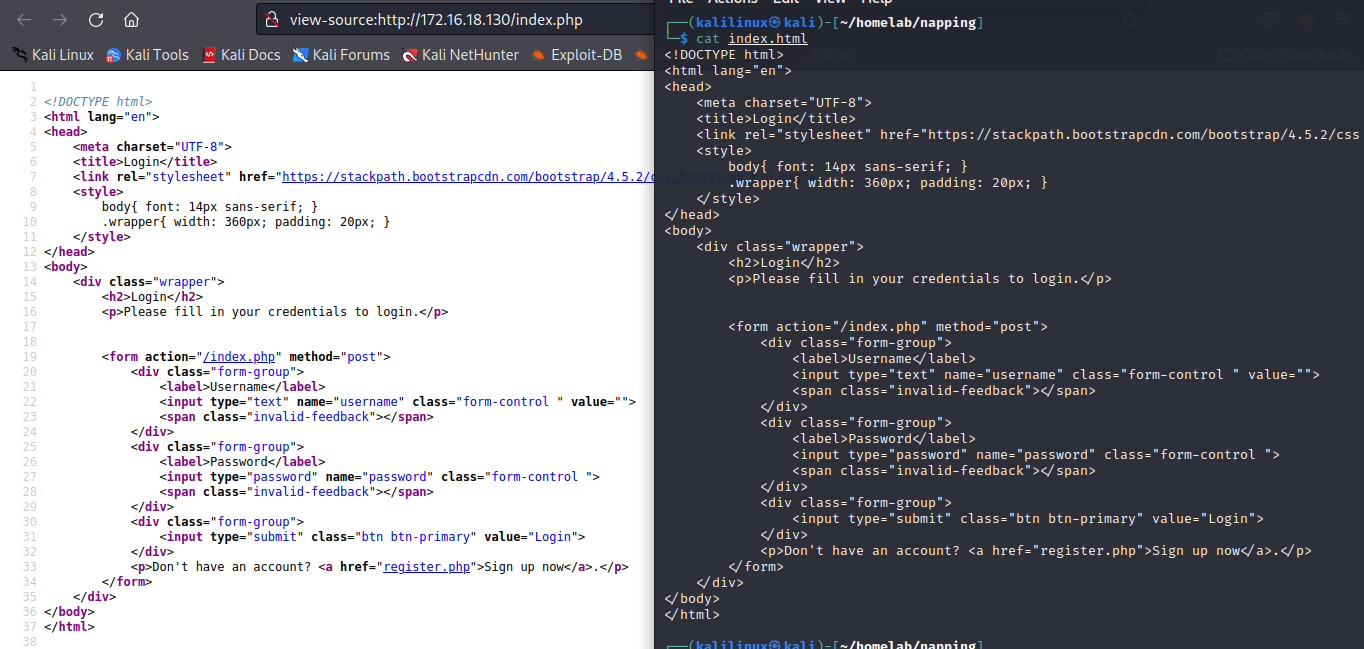 view-source:http://172.16.18.130/index.php
Kali Linux Kali Tools Kali Docs Kali Forums Kali NetHunter Exploit-DB
1
2 <!DOCTYPE html>
3 <html lang="en">
4 <head>
5 <meta charset="UTF-8">
6 <title>Login</title>
7 <link rel="stylesheet" href="https://stackpath.bootstrapcdn.com/bootstrap/4.5.2/css/
8 <style>
9 body{ font: 14px sans-serif; }
10 .wrapper{ width: 360px; padding: 20px; }
11 </style>
12 </head>
13 <body>
14 <div class="wrapper">
15 <h2>Login</h2>
16 <p>Please fill in your credentials to login.</p>
17
18
19 <form action="/index.php" method="post">
20 <div class="form-group">
21 <label>Username</label>
22 <input type="text" name="username" class="form-control " value="">
23 <span class="invalid-feedback"></span>
24 </div>
25 <div class="form-group">
26 <label>Password</label>
27 <input type="password" name="password" class="form-control ">
28 <span class="invalid-feedback"></span>
29 </div>
30 <div class="form-group">
31 <input type="submit" class="btn btn-primary" value="Login">
32 </div>
33 <p>Don't have an account? <a href="register.php">Sign up now</a>.</p>
34 </form>
35 </div>
36 </body>
37 </html>
38
File Actions Edit View Help
Other Bookmarks
OffSec
┌──(kalilinux㉿kali)-[~/homelab/napping]
└─$ cat index.html
<!DOCTYPE html>
<html lang="en">
<head>
<meta charset="UTF-8">
<title>Login</title>
<link rel="stylesheet" href="https://stackpath.bootstrapcdn.com/bootstrap/4.5.2/css
<style>
body{ font: 14px sans-serif; }
.wrapper{ width: 360px; padding: 20px; }
</style>
</head>
<body>
<div class="wrapper">
<h2>Login</h2>
<p>Please fill in your credentials to login.</p>
<form action="/index.php" method="post">
<div class="form-group">
<label>Username</label>
<input type="text" name="username" class="form-control " value="">
<span class="invalid-feedback"></span>
</div>
<div class="form-group">
<label>Password</label>
<input type="password" name="password" class="form-control ">
<span class="invalid-feedback"></span>
</div>
<div class="form-group">
<input type="submit" class="btn btn-primary" value="Login">
</div>
<p>Don't have an account? <a href="register.php">Sign up now</a>.</p>
</form>
</div>
</body>
</html>
┌──(kalilinux㉿kali)-[~/homelab/napping]